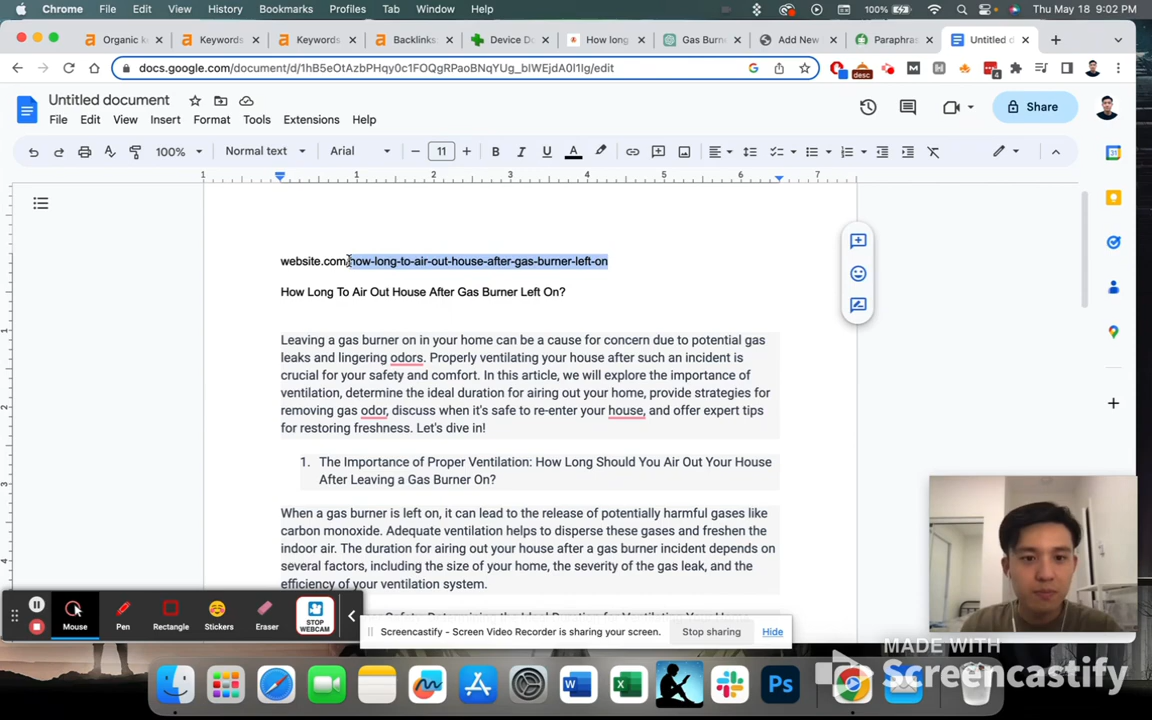 Chrome File Edit View History Bookmarks Profiles Tab Window Help 100% Thu May 18 9:02 PM
Organic k Keywords Keywords Backlinks Device D How long Gas Burn Add New Paraphras Untitled d
docs.google.com/document/d/1hB5eOtAzbPHqy0c1FOQgRPaoBNqYUg_bIWEjdA0I1Ig/edit
desc 4
Untitled document
Share
File Edit View Insert Format Tools Extensions Help
100% Normal text Arial 11
1 1 2 3 4 5 6 7
website.com/how-long-to-air-out-house-after-gas-burner-left-on
How Long To Air Out House After Gas Burner Left On?
Leaving a gas burner on in your home can be a cause for concern due to potential gas
leaks and lingering odors. Properly ventilating your house after such an incident is
crucial for your safety and comfort. In this article, we will explore the importance of
ventilation, determine the ideal duration for airing out your home, provide strategies for
removing gas odor, discuss when it's safe to re-enter your house, and offer expert tips
for restoring freshness. Let's dive in!
1. The Importance of Proper Ventilation: How Long Should You Air Out Your House
After Leaving a Gas Burner On?
When a gas burner is left on, it can lead to the release of potentially harmful gases like
carbon monoxide. Adequate ventilation helps to disperse these gases and freshen the
indoor air. The duration for airing out your house after a gas burner incident depends on
several factors, including the size of your home, the severity of the gas leak, and the
efficiency of your ventilation system.
Mouse Pen Rectangle Stickers Eraser STOP WEBCAM
Screencastify - Screen Video Recorder is sharing your screen. Stop sharing Hide
MADE WITH
Screencastify